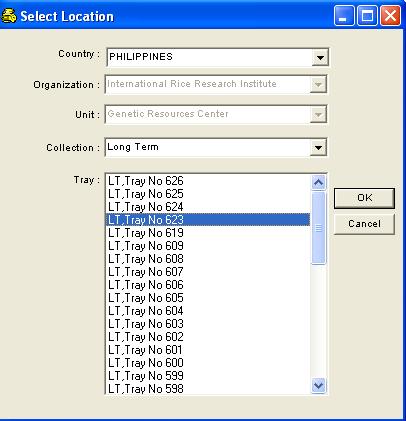 Select Location
Country : PHILIPPINES
Organization : International Rice Research Institute
Unit : Genetic Resources Center
Collection : Long Term
Tray : LT,Tray No 626
LT,Tray No 625
LT,Tray No 624
LT,Tray No 623
LT,Tray No 619
LT,Tray No 609
LT,Tray No 608
LT,Tray No 607
LT,Tray No 606
LT,Tray No 605
LT,Tray No 604
LT,Tray No 603
LT,Tray No 602
LT,Tray No 601
LT,Tray No 600
LT,Tray No 599
LT,Tray No 598
OK
Cancel